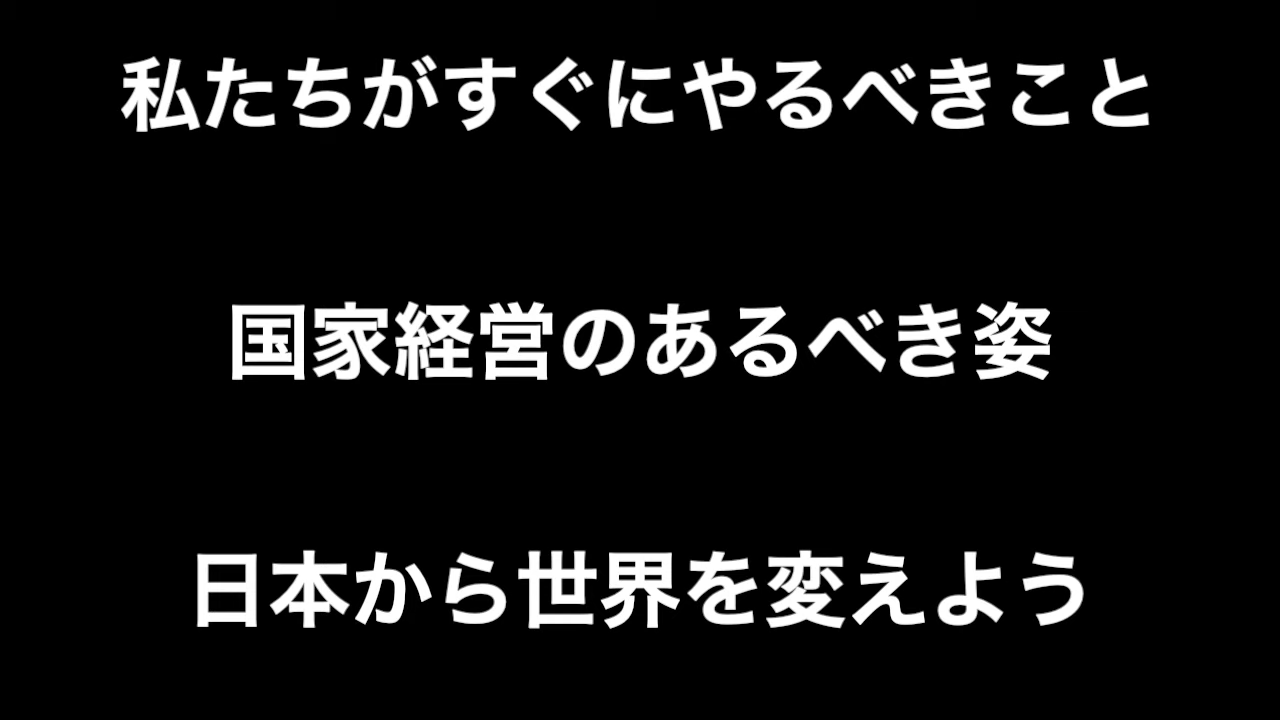 私たちがすぐにやるべきこと
国家経営のあるべき姿
日本から世界を変えよう